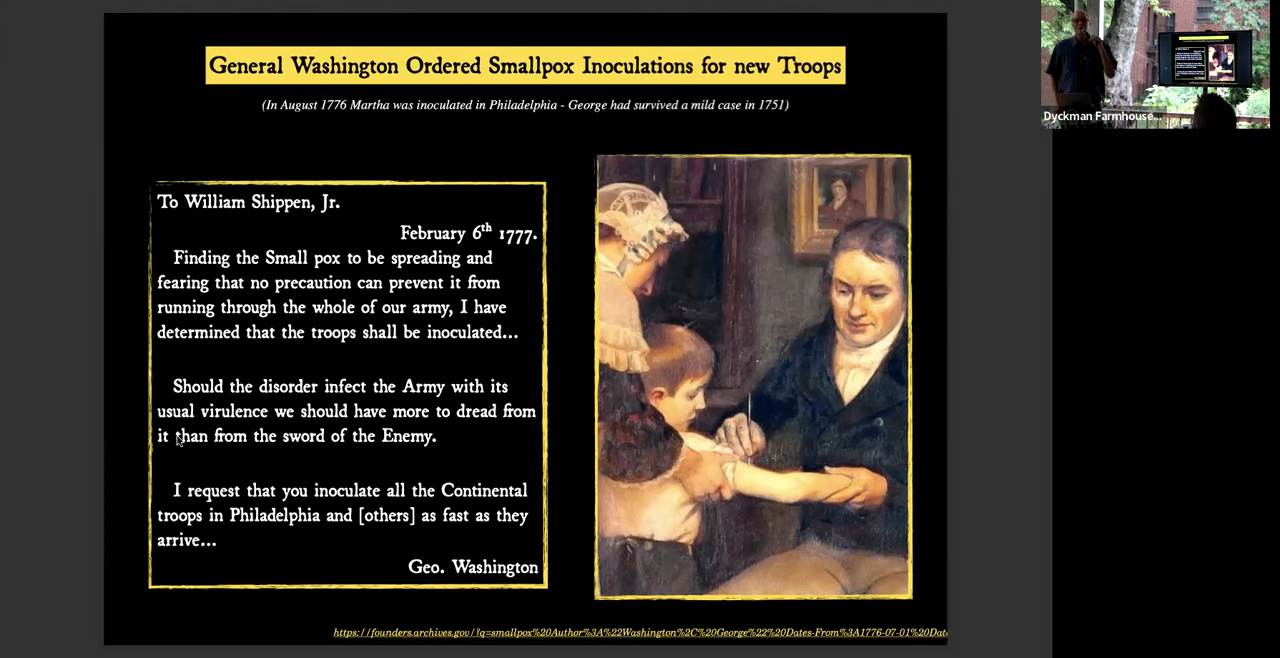 General Washington Ordered Smallpox Inoculations for new Troops
(In August 1776 Martha was inoculated in Philadelphia - George had survived a mild case in 1751)
To William Shippen, Jr.
February 6th 1777.
Finding the Small pox to be spreading and
fearing that no precaution can prevent it from
running through the whole of our army, I have
determined that the troops shall be inoculated...
Should the disorder infect the Army with its
usual virulence we should have more to dread from
it than from the sword of the Enemy.
I request that you inoculate all the Continental
troops in Philadelphia and [others] as fast as they
arrive...
Geo. Washington
https://founders.archives.gov/?q=smallpox%20Author%3A%22Washington%2C%20George%22%20Dates-From%3A1776-07-01%20Dat
Dyckman Farmhouse...